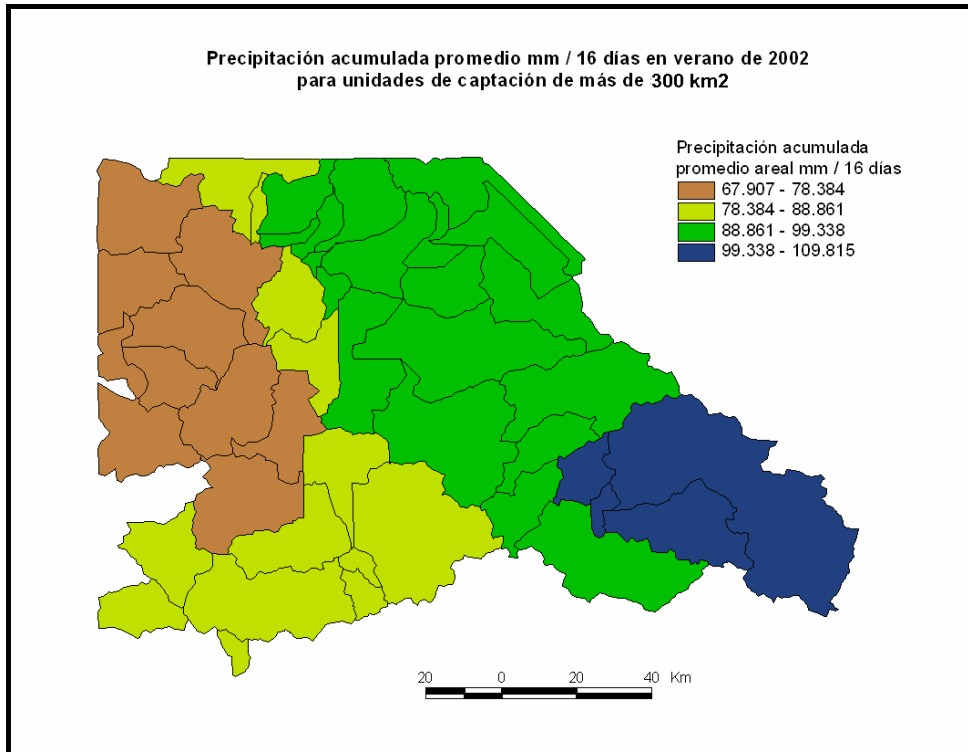 Precipitación acumulada promedio mm / 16 días en verano de 2002
para unidades de captación de más de 300 km2
Precipitación acumulada
promedio areal mm / 16 días
67.907 - 78.384
78.384 - 88.861
88.861 - 99.338
99.338 - 109.815
20 0 20 40 Km